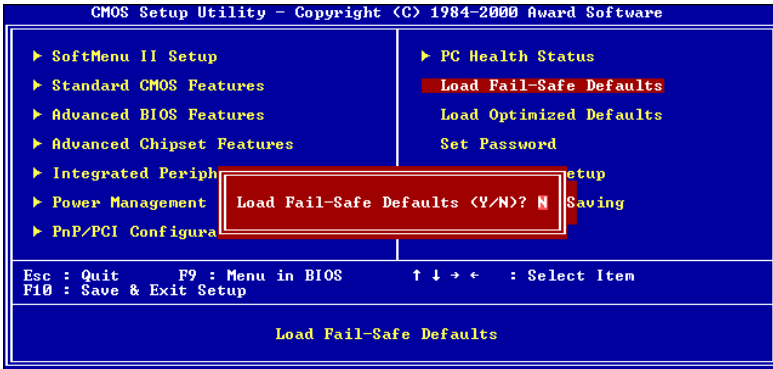 CMOS Setup Utility - Copyright (C) 1984-2000 Award Software
▶ SoftMenu II Setup
▶ Standard CMOS Features
▶ Advanced BIOS Features
▶ Advanced Chipset Features
▶ Integrated Periph
▶ Power Management
▶ PnP/PCI Configura
▶ PC Health Status
Load Fail-Safe Defaults
Load Optimized Defaults
Set Password
etup
Saving
Load Fail-Safe Defaults (Y/N)? N
Esc : Quit F9 : Menu in BIOS ↑ ↓ → ← : Select Item
F10 : Save & Exit Setup
Load Fail-Safe Defaults